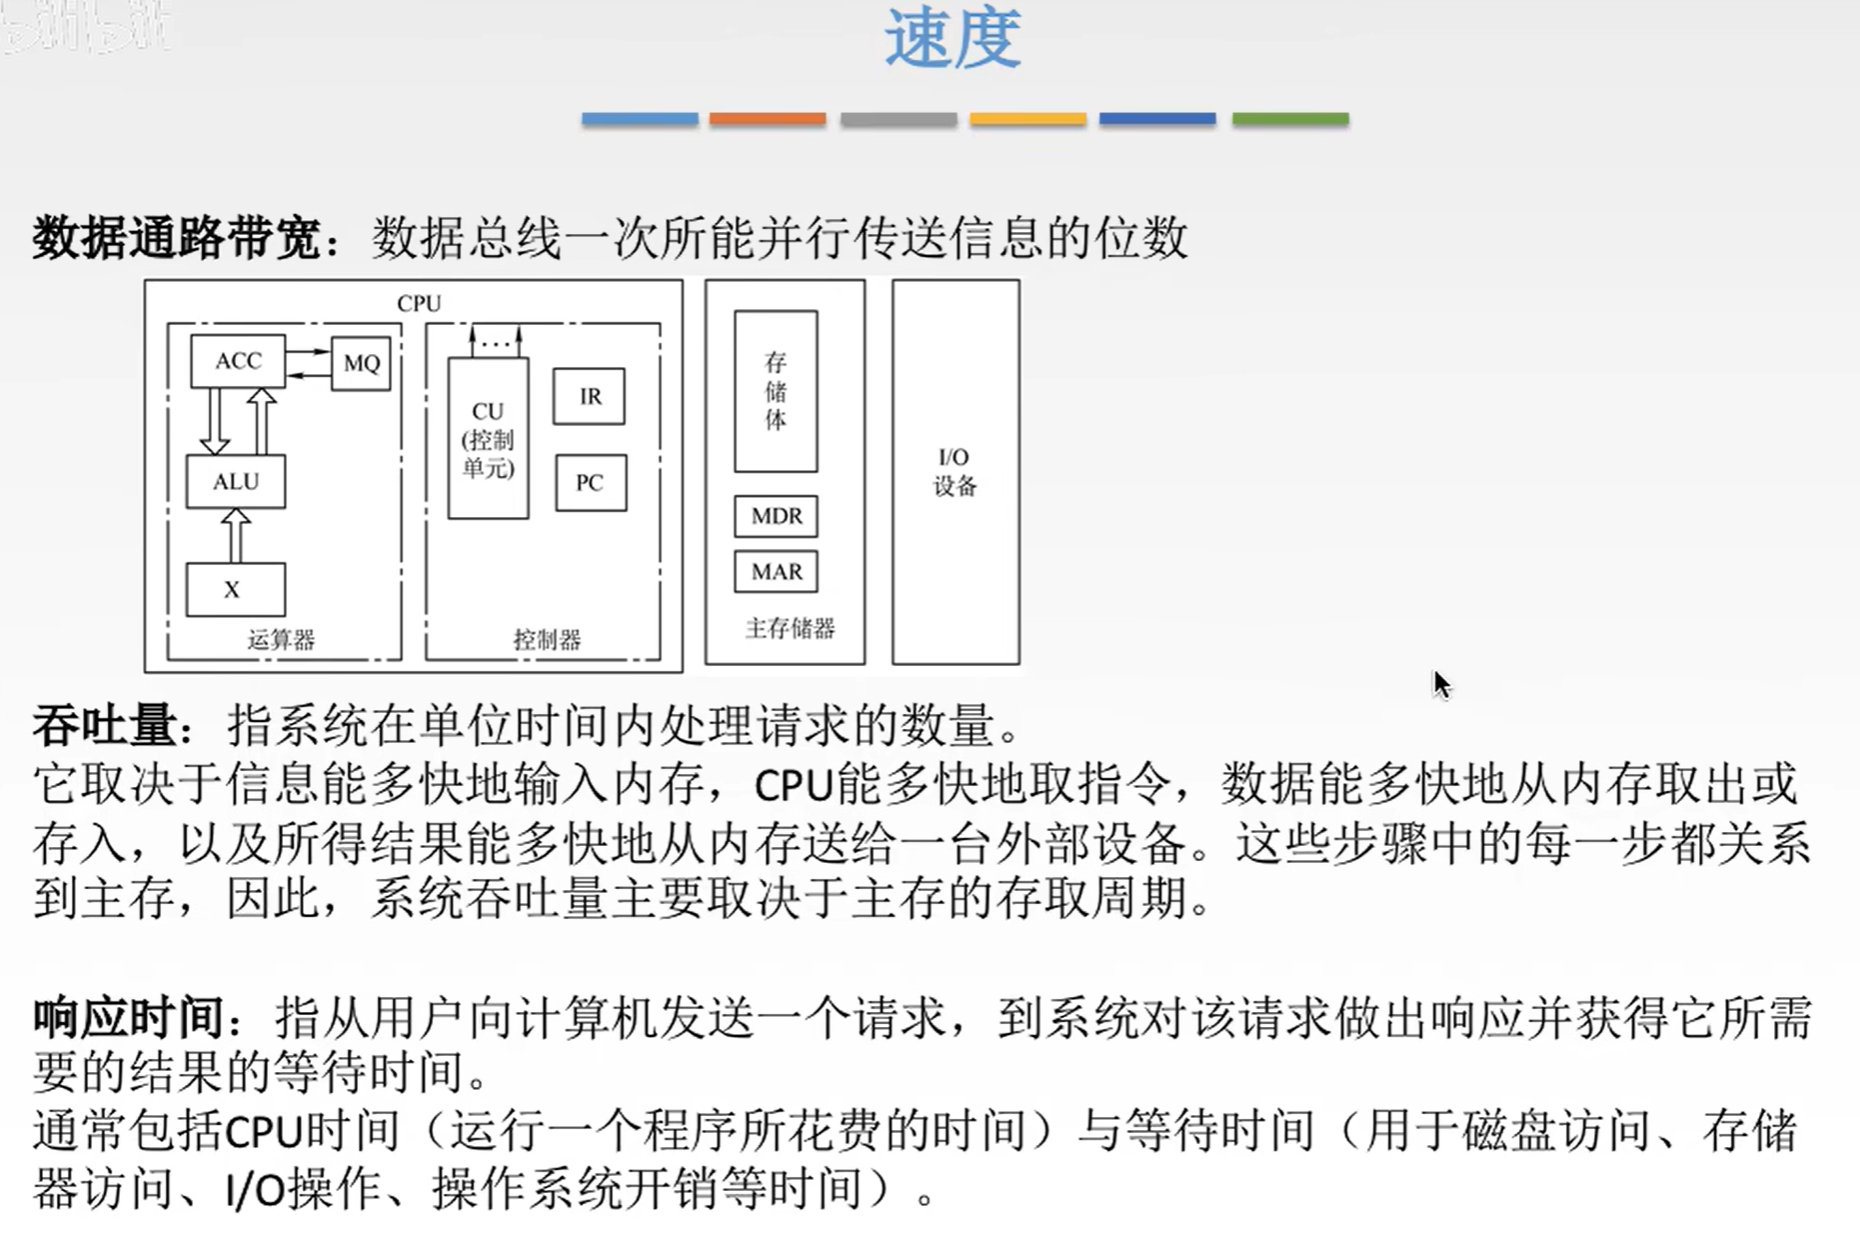 bilibili
速度
数据通路带宽：数据总线一次所能并行传送信息的位数
CPU
ACC
MQ
ALU
X
运算器
...
CU
(控制
单元)
IR
PC
控制器
存
储
体
MDR
MAR
主存储器
I/O
设备
吞吐量：指系统在单位时间内处理请求的数量。
它取决于信息能多快地输入内存，CPU能多快地取指令，数据能多快地从内存取出或
存入，以及所得结果能多快地从内存送给一台外部设备。这些步骤中的每一步都关系
到主存，因此，系统吞吐量主要取决于主存的存取周期。
响应时间：指从用户向计算机发送一个请求，到系统对该请求做出响应并获得它所需
要的结果的等待时间。
通常包括CPU时间（运行一个程序所花费的时间）与等待时间（用于磁盘访问、存储
器访问、I/O操作、操作系统开销等时间）。